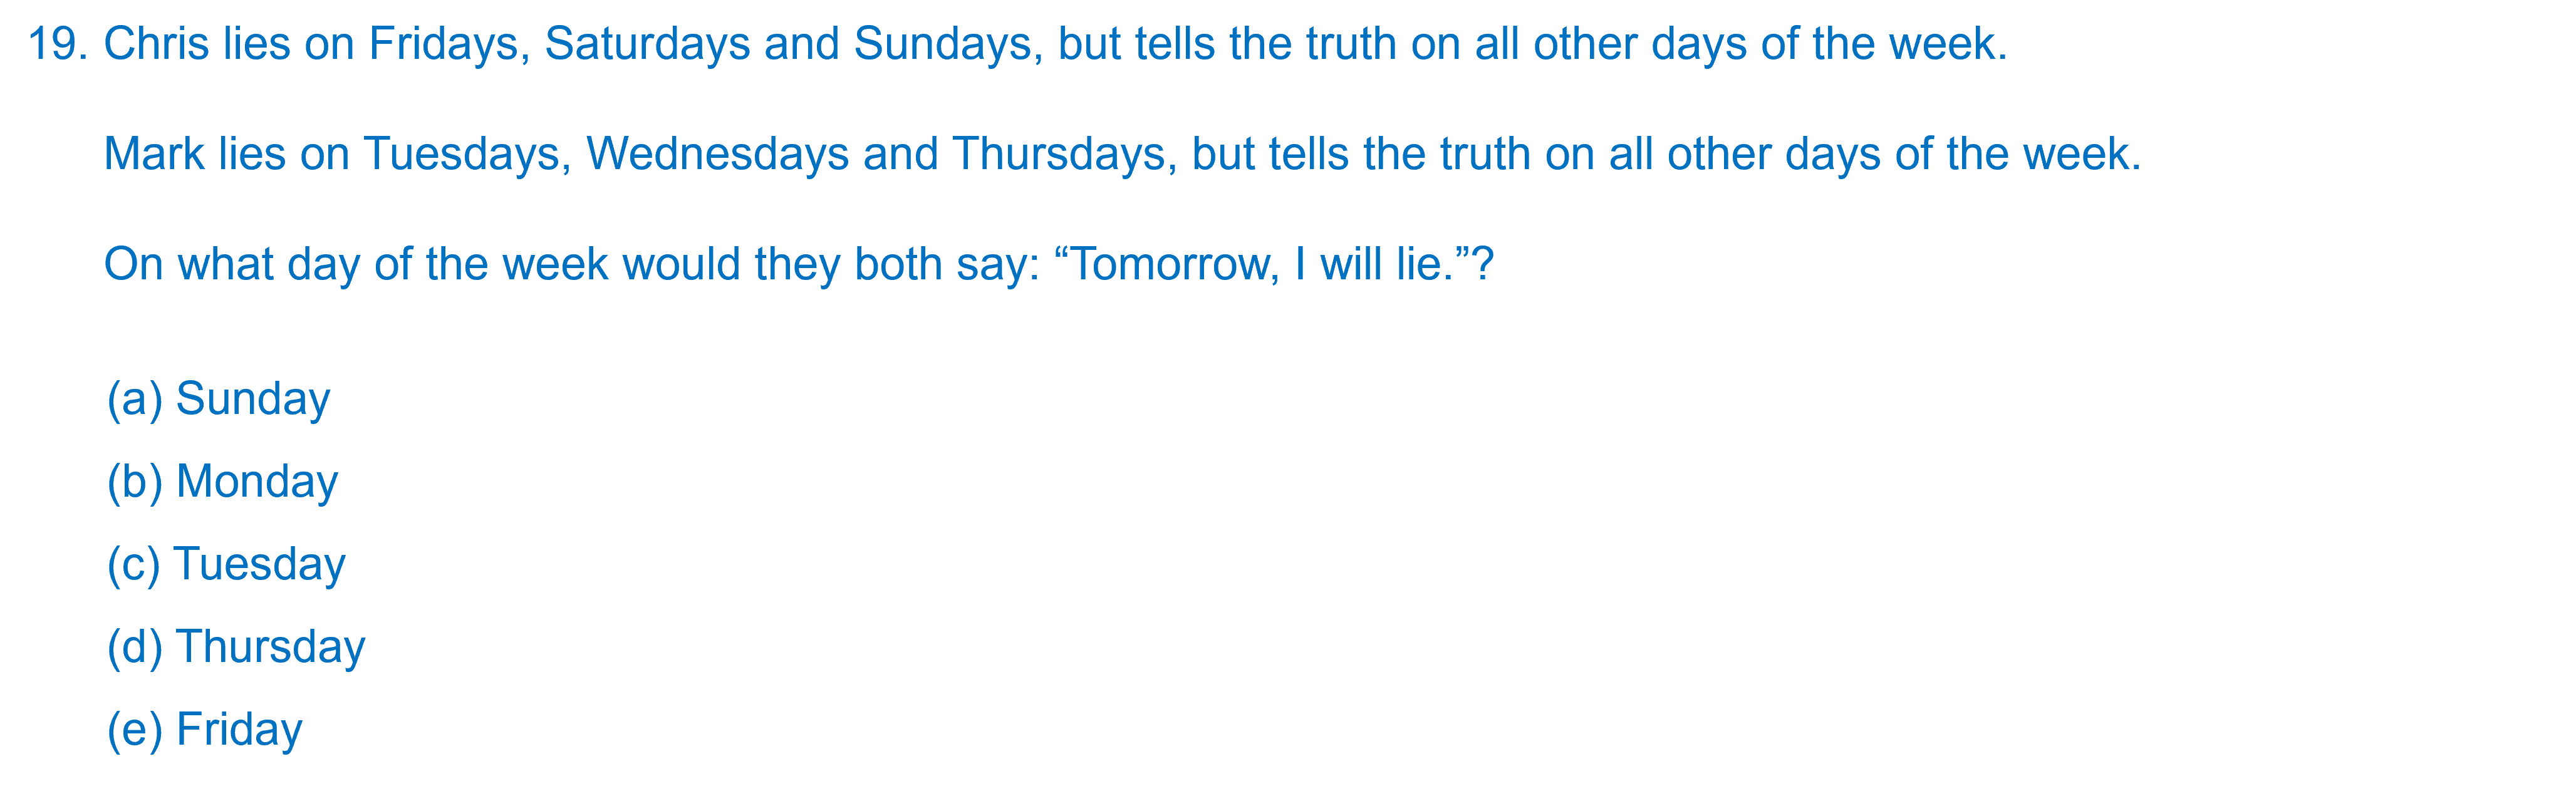 19. Chris lies on Fridays, Saturdays and Sundays, but tells the truth on all other days of the week.
Mark lies on Tuesdays, Wednesdays and Thursdays, but tells the truth on all other days of the week.
On what day of the week would they both say: “Tomorrow, I will lie.”?
(a) Sunday
(b) Monday
(c) Tuesday
(d) Thursday
(e) Friday